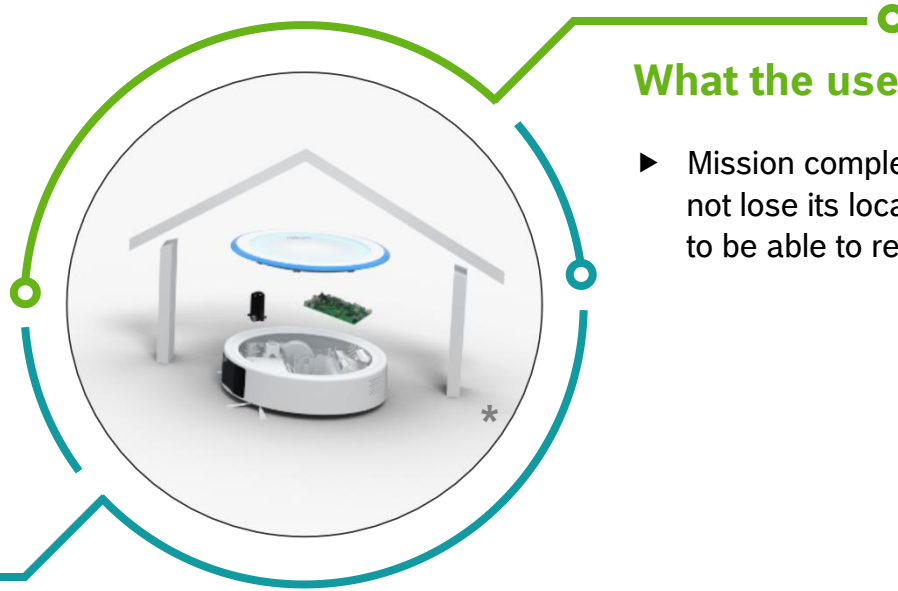 What the use
▶ Mission comple
not lose its loca
to be able to re
*